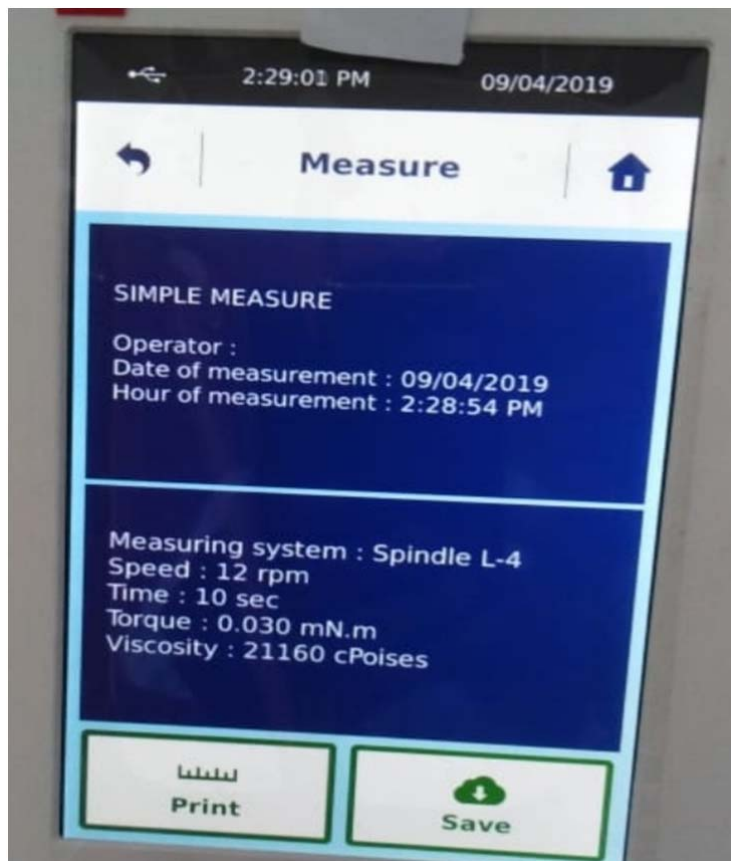 2:29:01 PM 09/04/2019
Measure
SIMPLE MEASURE
Operator :
Date of measurement : 09/04/2019
Hour of measurement : 2:28:54 PM
Measuring system : Spindle L-4
Speed : 12 rpm
Time : 10 sec
Torque : 0.030 mN.m
Viscosity : 21160 cPoises
Print
Save